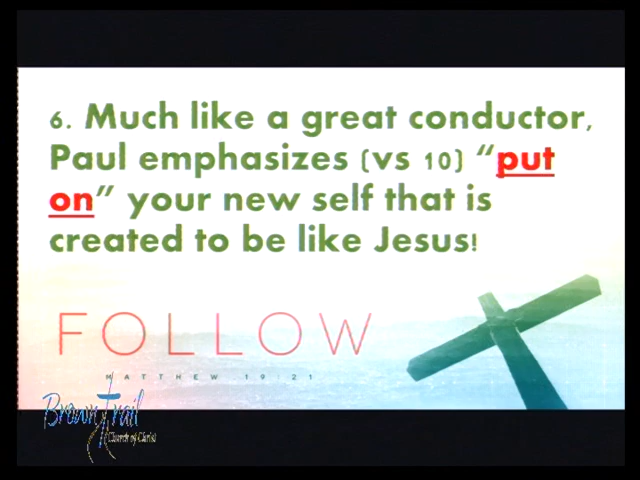 6. Much like a great conductor,
Paul emphasizes (vs 10) “put
on” your new self that is
created to be like Jesus!
FOLLOW
MATTHEW 19:21
Brown Trail
Church of Christ